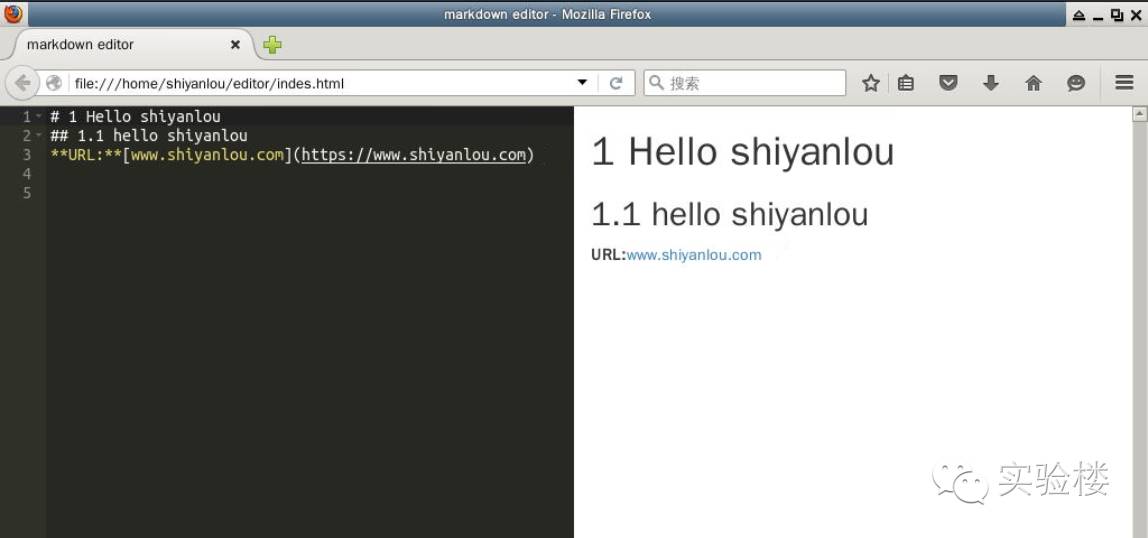 markdown editor - Mozilla Firefox
markdown editor
file:///home/shiyanlou/editor/indes.html
搜索
1 # 1 Hello shiyanlou
2 ## 1.1 hello shiyanlou
3 **URL:**[www.shiyanlou.com](https://www.shiyanlou.com)
4
5
1 Hello shiyanlou
1.1 hello shiyanlou
URL:www.shiyanlou.com
实验楼